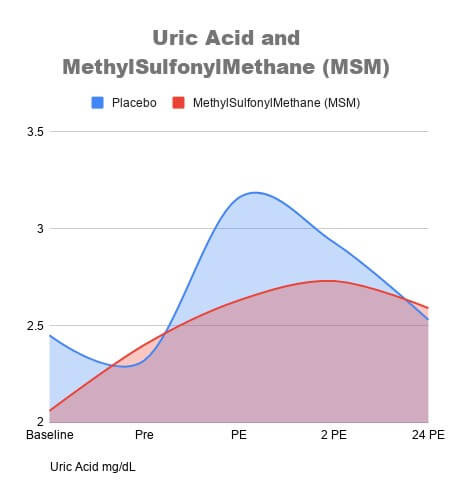 Uric Acid and
MethylSulfonylMethane (MSM)
Placebo MethylSulfonylMethane (MSM)
3.5
3
2.5
2
Baseline Pre PE 2 PE 24 PE
Uric Acid mg/dL